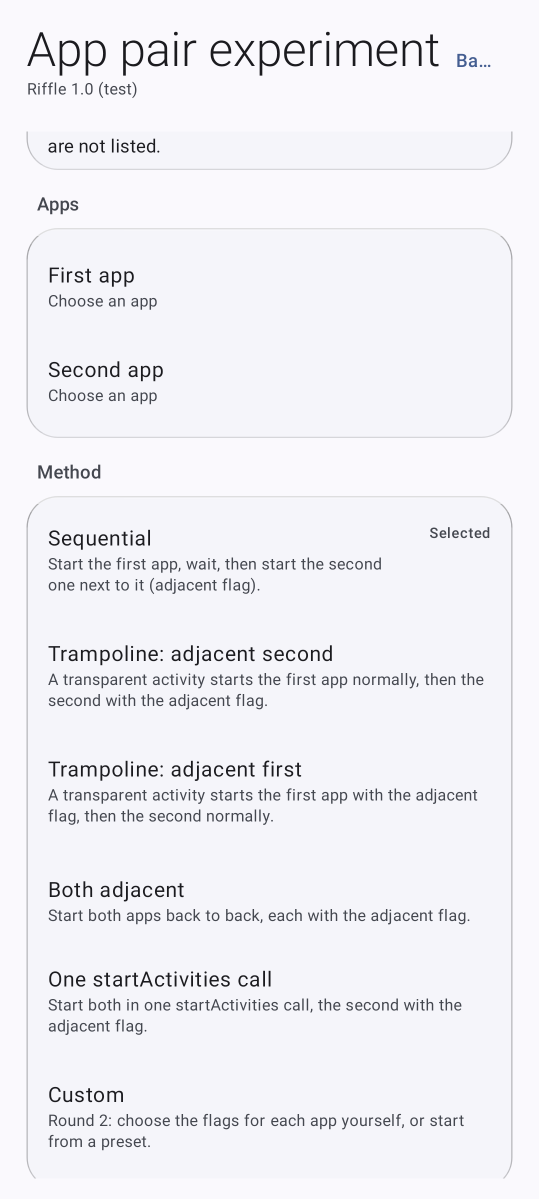 App pair experiment Ba...
Riffle 1.0 (test)
are not listed.
Apps
First app
Choose an app
Second app
Choose an app
Method
Sequential
Selected
Start the first app, wait, then start the second
one next to it (adjacent flag).
Trampoline: adjacent second
A transparent activity starts the first app normally, then the
second with the adjacent flag.
Trampoline: adjacent first
A transparent activity starts the first app with the adjacent
flag, then the second normally.
Both adjacent
Start both apps back to back, each with the adjacent flag.
One startActivities call
Start both in one startActivities call, the second with the
adjacent flag.
Custom
Round 2: choose the flags for each app yourself, or start
from a preset.